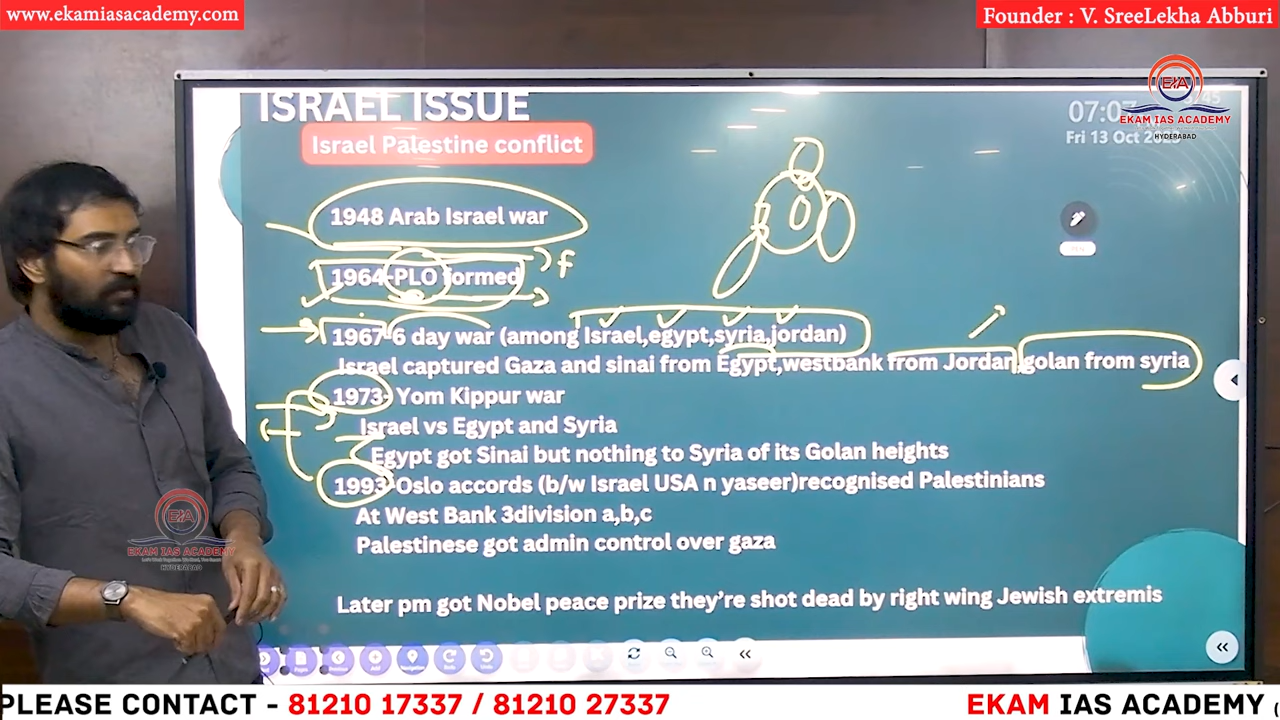 www.ekamiasacademy.com
Founder : V. SreeLekha Abburi
ISRAEL ISSUE
Israel Palestine conflict
07:07
EKAM IAS ACADEMY
HYDERABAD
Fri 13 Oct
1948 Arab Israel war
1964-PLO formed
f
1967-6 day war (among Israel,egypt,syria,jordan)
Israel captured Gaza and sinai from Egypt,westbank from Jordan,golan from syria
1973- Yom Kippur war
Israel vs Egypt and Syria
Egypt got Sinai but nothing to Syria of its Golan heights
1993-Oslo accords (b/w Israel USA n yaseer)recognised Palestinians
At West Bank 3division a,b,c
Palestinese got admin control over gaza
Later pm got Nobel peace prize they're shot dead by right wing Jewish extremis
EIA
EKAM IAS ACADEMY
HYDERABAD
PLEASE CONTACT - 81210 17337 / 81210 27337
EKAM IAS ACADEMY (